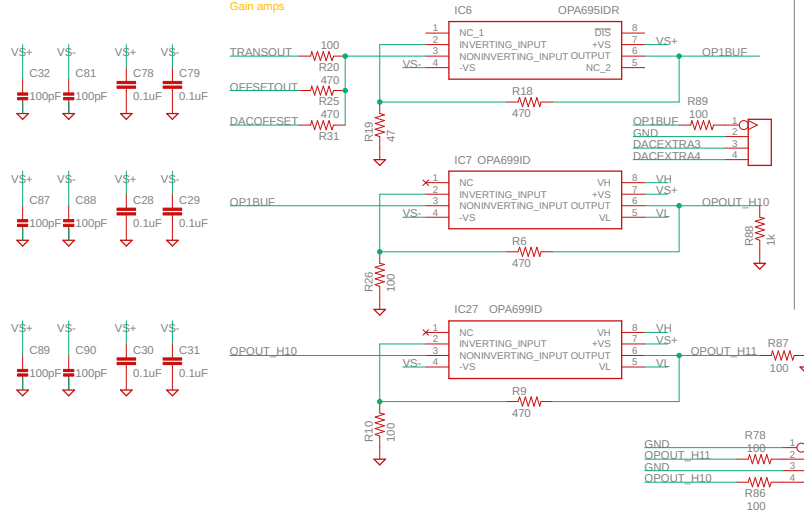 Gain amps
IC6 OPA695IDR
1 NC_1 DIS 8
2 INVERTING_INPUT +VS 7 VS+
TRANSOUT 100 R20 3 NONINVERTING_INPUT OUTPUT 6 OP1BUF
VS- 4 -VS NC_2 5
VS+ VS- VS+ VS-
C32 C81 C78 C79
100pF 100pF 0.1uF 0.1uF
OFFSETOUT 470 R25
R18
470
DACOFFSET 470 R31
R19 47
R89
100
OP1BUF 1
GND 2
DACEXTRA3 3
DACEXTRA4 4
IC7 OPA699ID
VS+ VS- VS+ VS-
C87 C88 C28 C29
100pF 100pF 0.1uF 0.1uF
1 NC VH 8 VH
2 INVERTING_INPUT +VS 7 VS+
OP1BUF 3 NONINVERTING_INPUT OUTPUT 6 OPOUT_H10
VS- 4 -VS VL 5 VL
R88 1k
R6
470
R26 100
IC27 OPA699ID
VS+ VS- VS+ VS-
C89 C90 C30 C31
100pF 100pF 0.1uF 0.1uF
1 NC VH 8 VH
2 INVERTING_INPUT +VS 7 VS+
OPOUT_H10 3 NONINVERTING_INPUT OUTPUT 6 OPOUT_H11
VS- 4 -VS VL 5 VL
R87
100
R9
470
R10 100
R78
100
GND 1
OPOUT_H11 2
GND 3
OPOUT_H10 4
R86
100